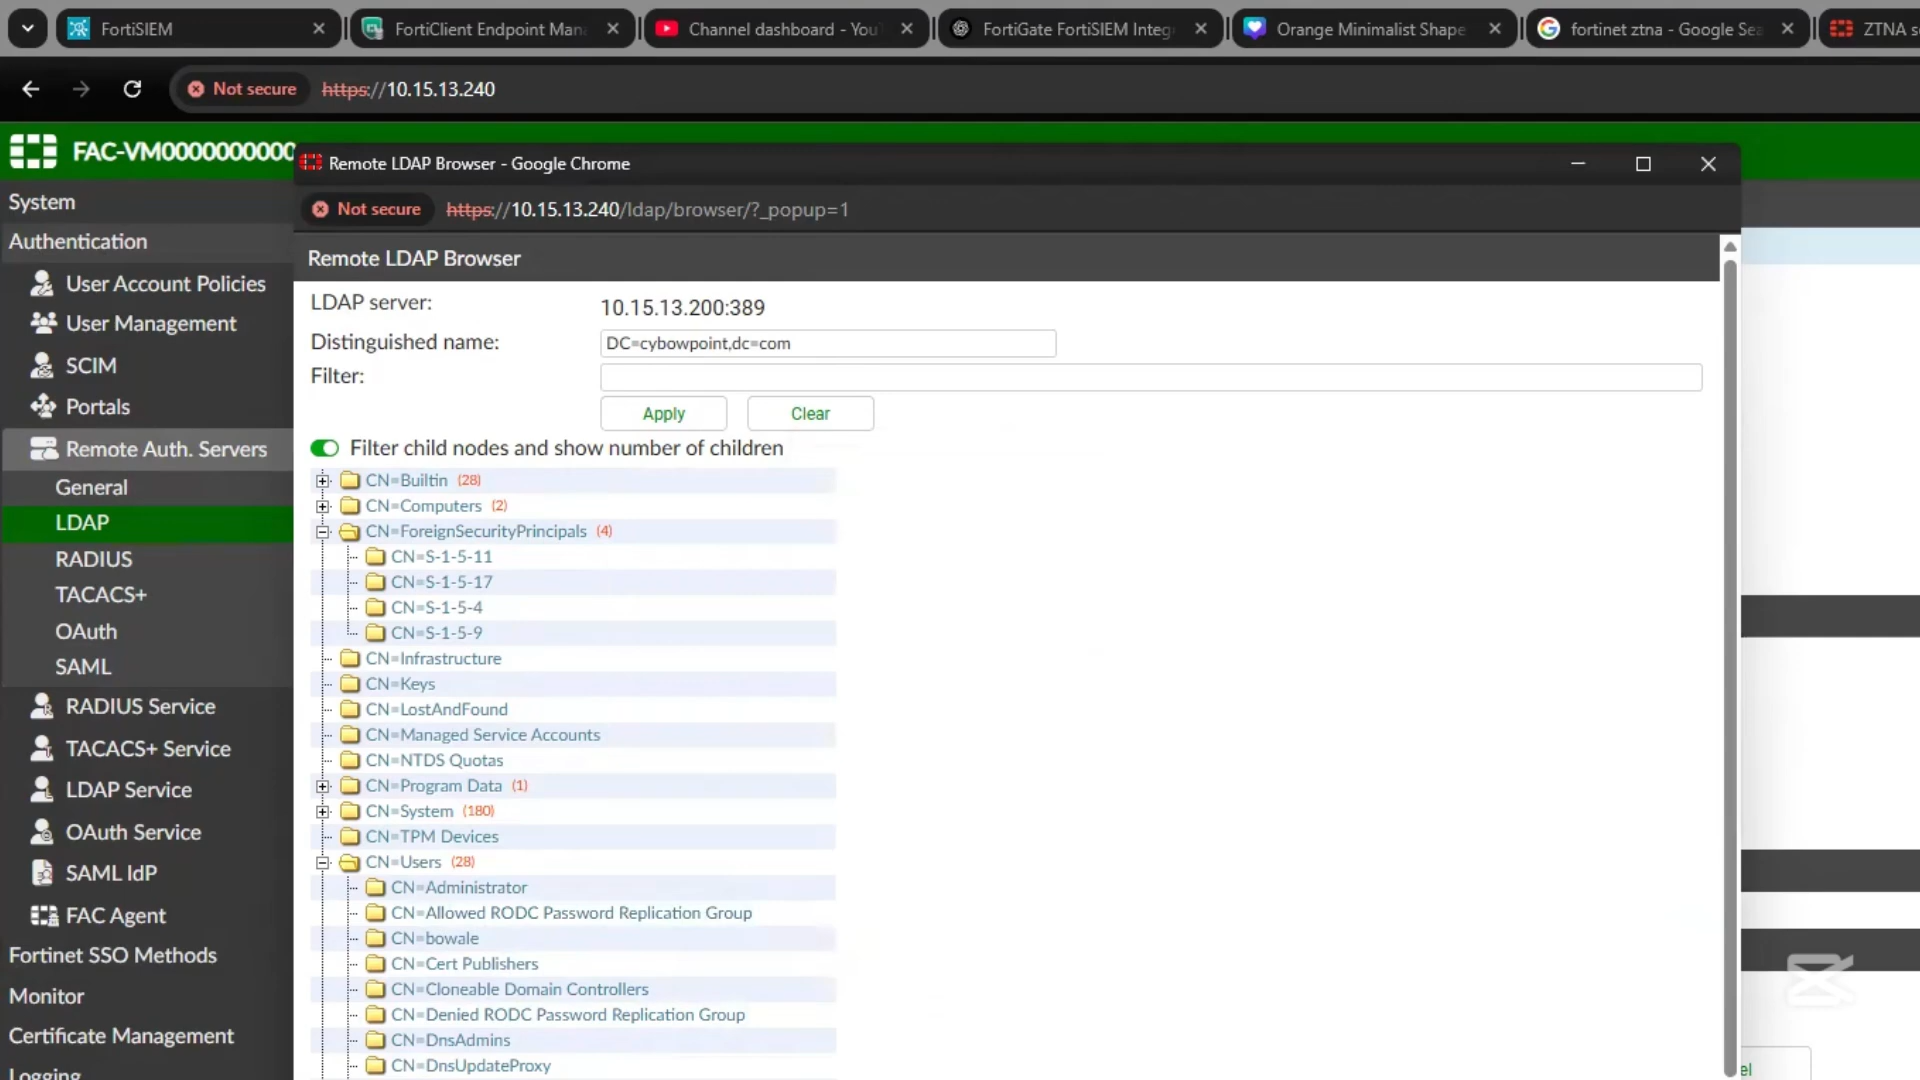 FortiSIEM
FortiClient Endpoint Man
Channel dashboard - You
FortiGate FortiSIEM Integ
Orange Minimalist Shape
fortinet ztna - Google Sea
ZTNA s
Not secure
https://10.15.13.240
FAC-VM0000000000
Remote LDAP Browser - Google Chrome
Not secure
https://10.15.13.240/ldap/browser/?_popup=1
System
Authentication
User Account Policies
User Management
SCIM
Portals
Remote Auth. Servers
General
LDAP
RADIUS
TACACS+
OAuth
SAML
RADIUS Service
TACACS+ Service
LDAP Service
OAuth Service
SAML IdP
FAC Agent
Fortinet SSO Methods
Monitor
Certificate Management
Logging
Remote LDAP Browser
LDAP server:
10.15.13.200:389
Distinguished name:
DC=cybowpoint,dc=com
Filter:
Apply
Clear
Filter child nodes and show number of children
CN=Builtin (28)
CN=Computers (2)
CN=ForeignSecurityPrincipals (4)
CN=S-1-5-11
CN=S-1-5-17
CN=S-1-5-4
CN=S-1-5-9
CN=Infrastructure
CN=Keys
CN=LostAndFound
CN=Managed Service Accounts
CN=NTDS Quotas
CN=Program Data (1)
CN=System (180)
CN=TPM Devices
CN=Users (28)
CN=Administrator
CN=Allowed RODC Password Replication Group
CN=bowale
CN=Cert Publishers
CN=Cloneable Domain Controllers
CN=Denied RODC Password Replication Group
CN=DnsAdmins
CN=DnsUpdateProxy
el